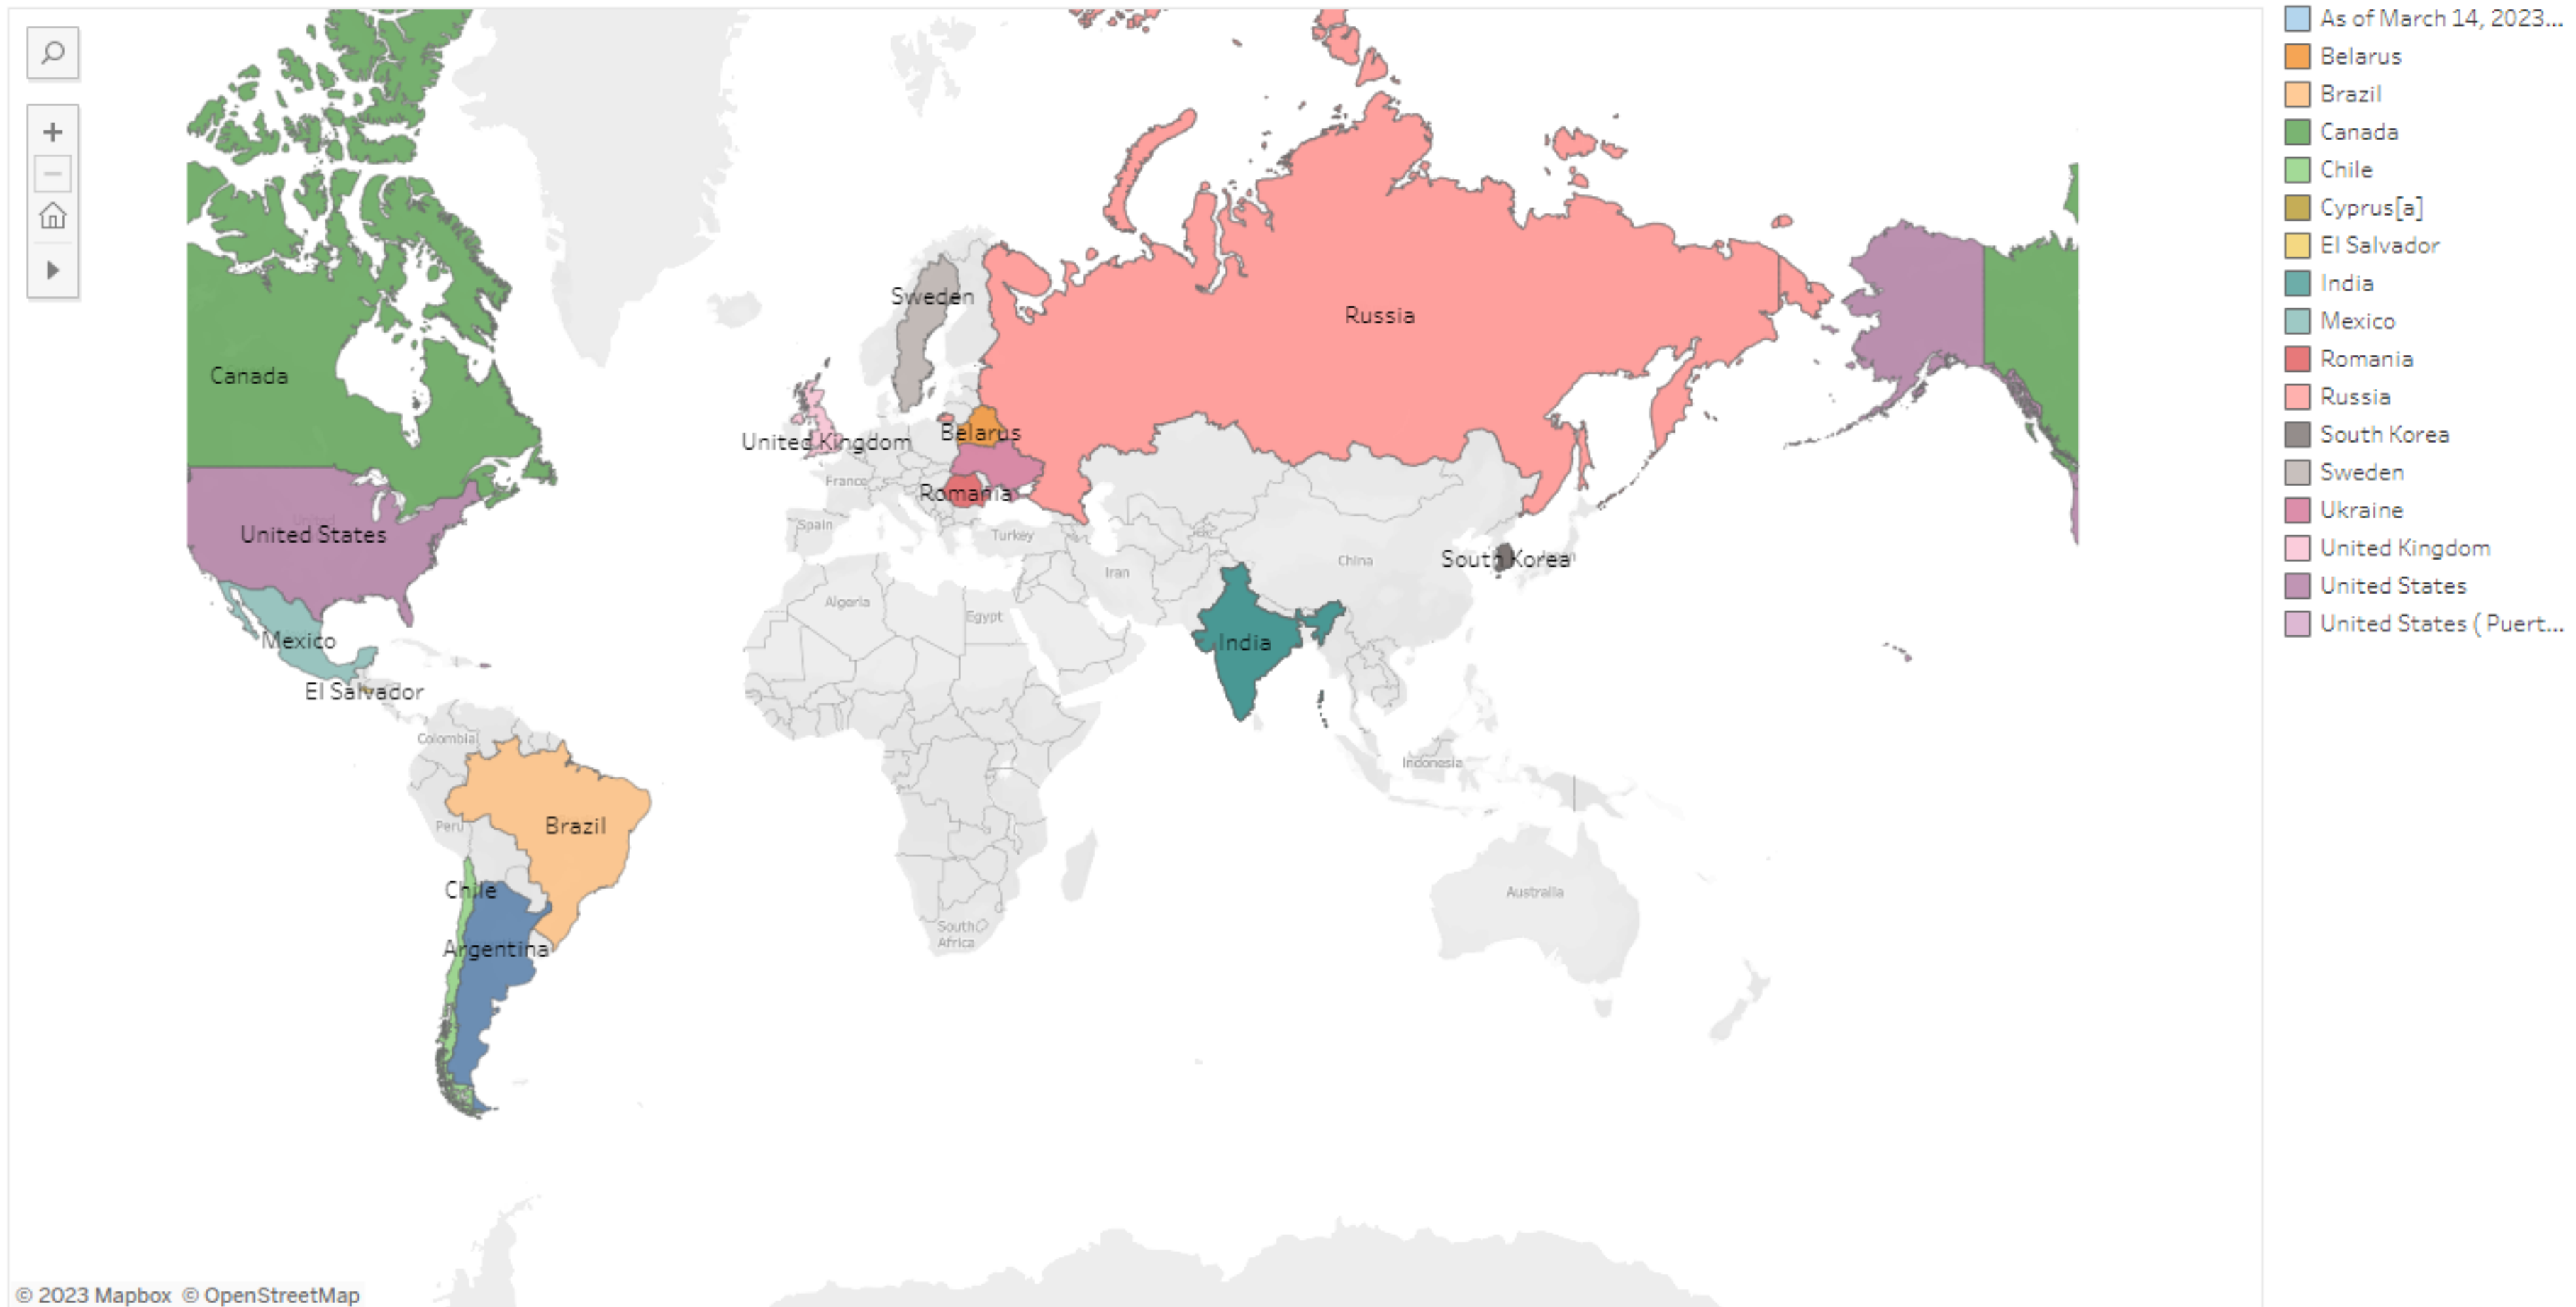 Sweden
Russia
Canada
United Kingdom
Belarus
France
Romania
Spain
Turkey
United States
China
South Korea
Iran
Algeria
Egypt
Mexico
India
El Salvador
Colombia
Indonesia
Peru
Brazil
Chile
Australia
Argentina
South
Africa
© 2023 Mapbox © OpenStreetMap
As of March 14, 2023...
Belarus
Brazil
Canada
Chile
Cyprus[a]
El Salvador
India
Mexico
Romania
Russia
South Korea
Sweden
Ukraine
United Kingdom
United States
United States ( Puert...